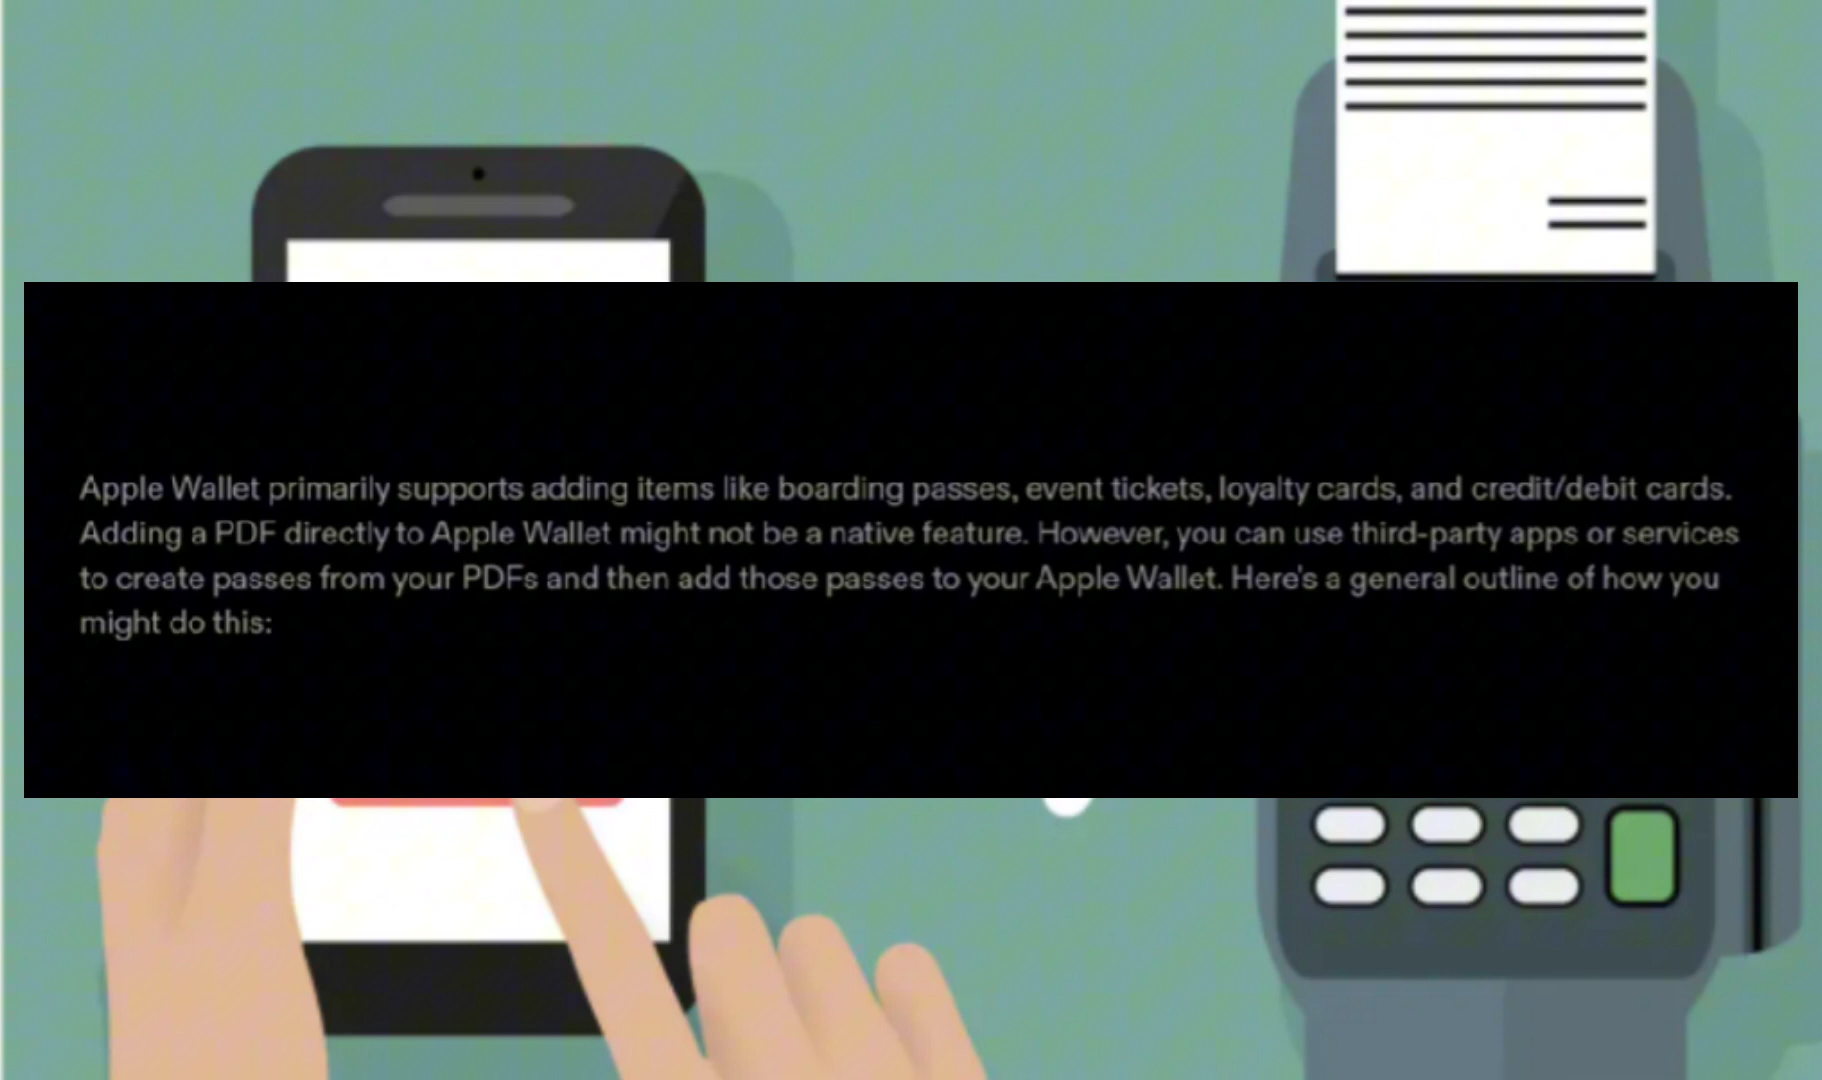 Apple Wallet primarily supports adding items like boarding passes, event tickets, loyalty cards, and credit/debit cards.
Adding a PDF directly to Apple Wallet might not be a native feature. However, you can use third-party apps or services
to create passes from your PDFs and then add those passes to your Apple Wallet. Here's a general outline of how you
might do this: